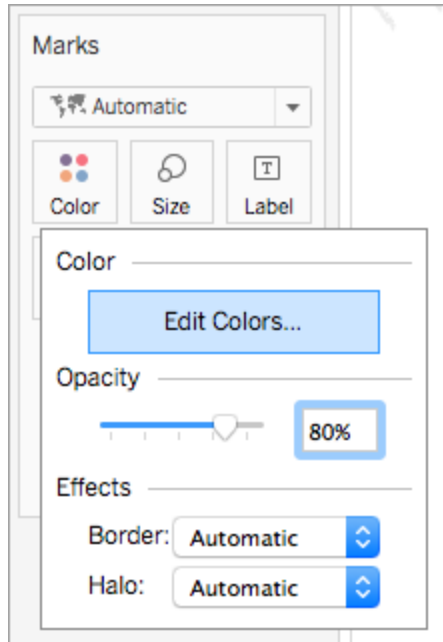 Marks
Automatic
Color Size Label
T
Color
Edit Colors...
Opacity
80%
Effects
Border: Automatic
Halo: Automatic